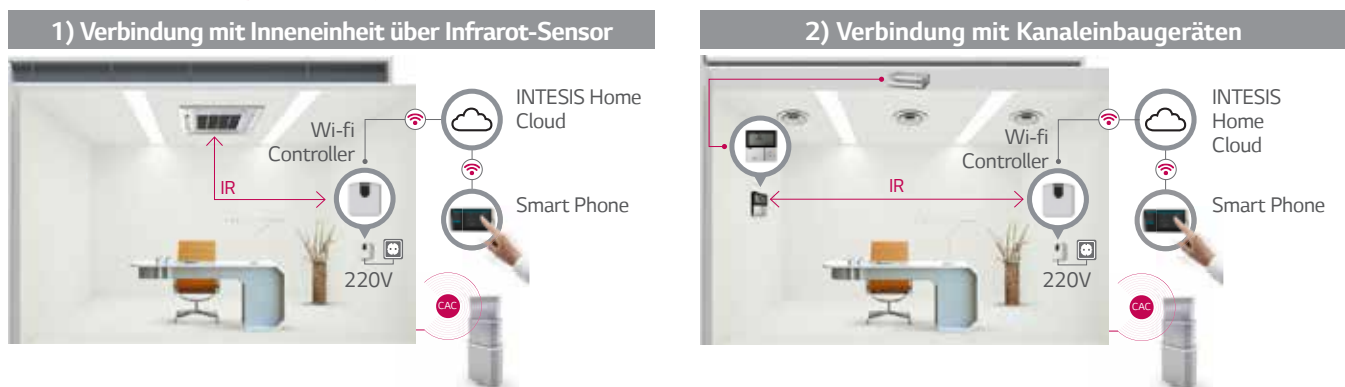 1) Verbindung mit Inneneinheit über Infrarot-Sensor
INTESIS Home
Cloud
Wi-fi
Controller
IR
Smart Phone
220V
CAC
2) Verbindung mit Kanaleinbaugeräten
INTESIS
Home
Cloud
Wi-fi
Controller
IR
Smart Phone
220V
CAC